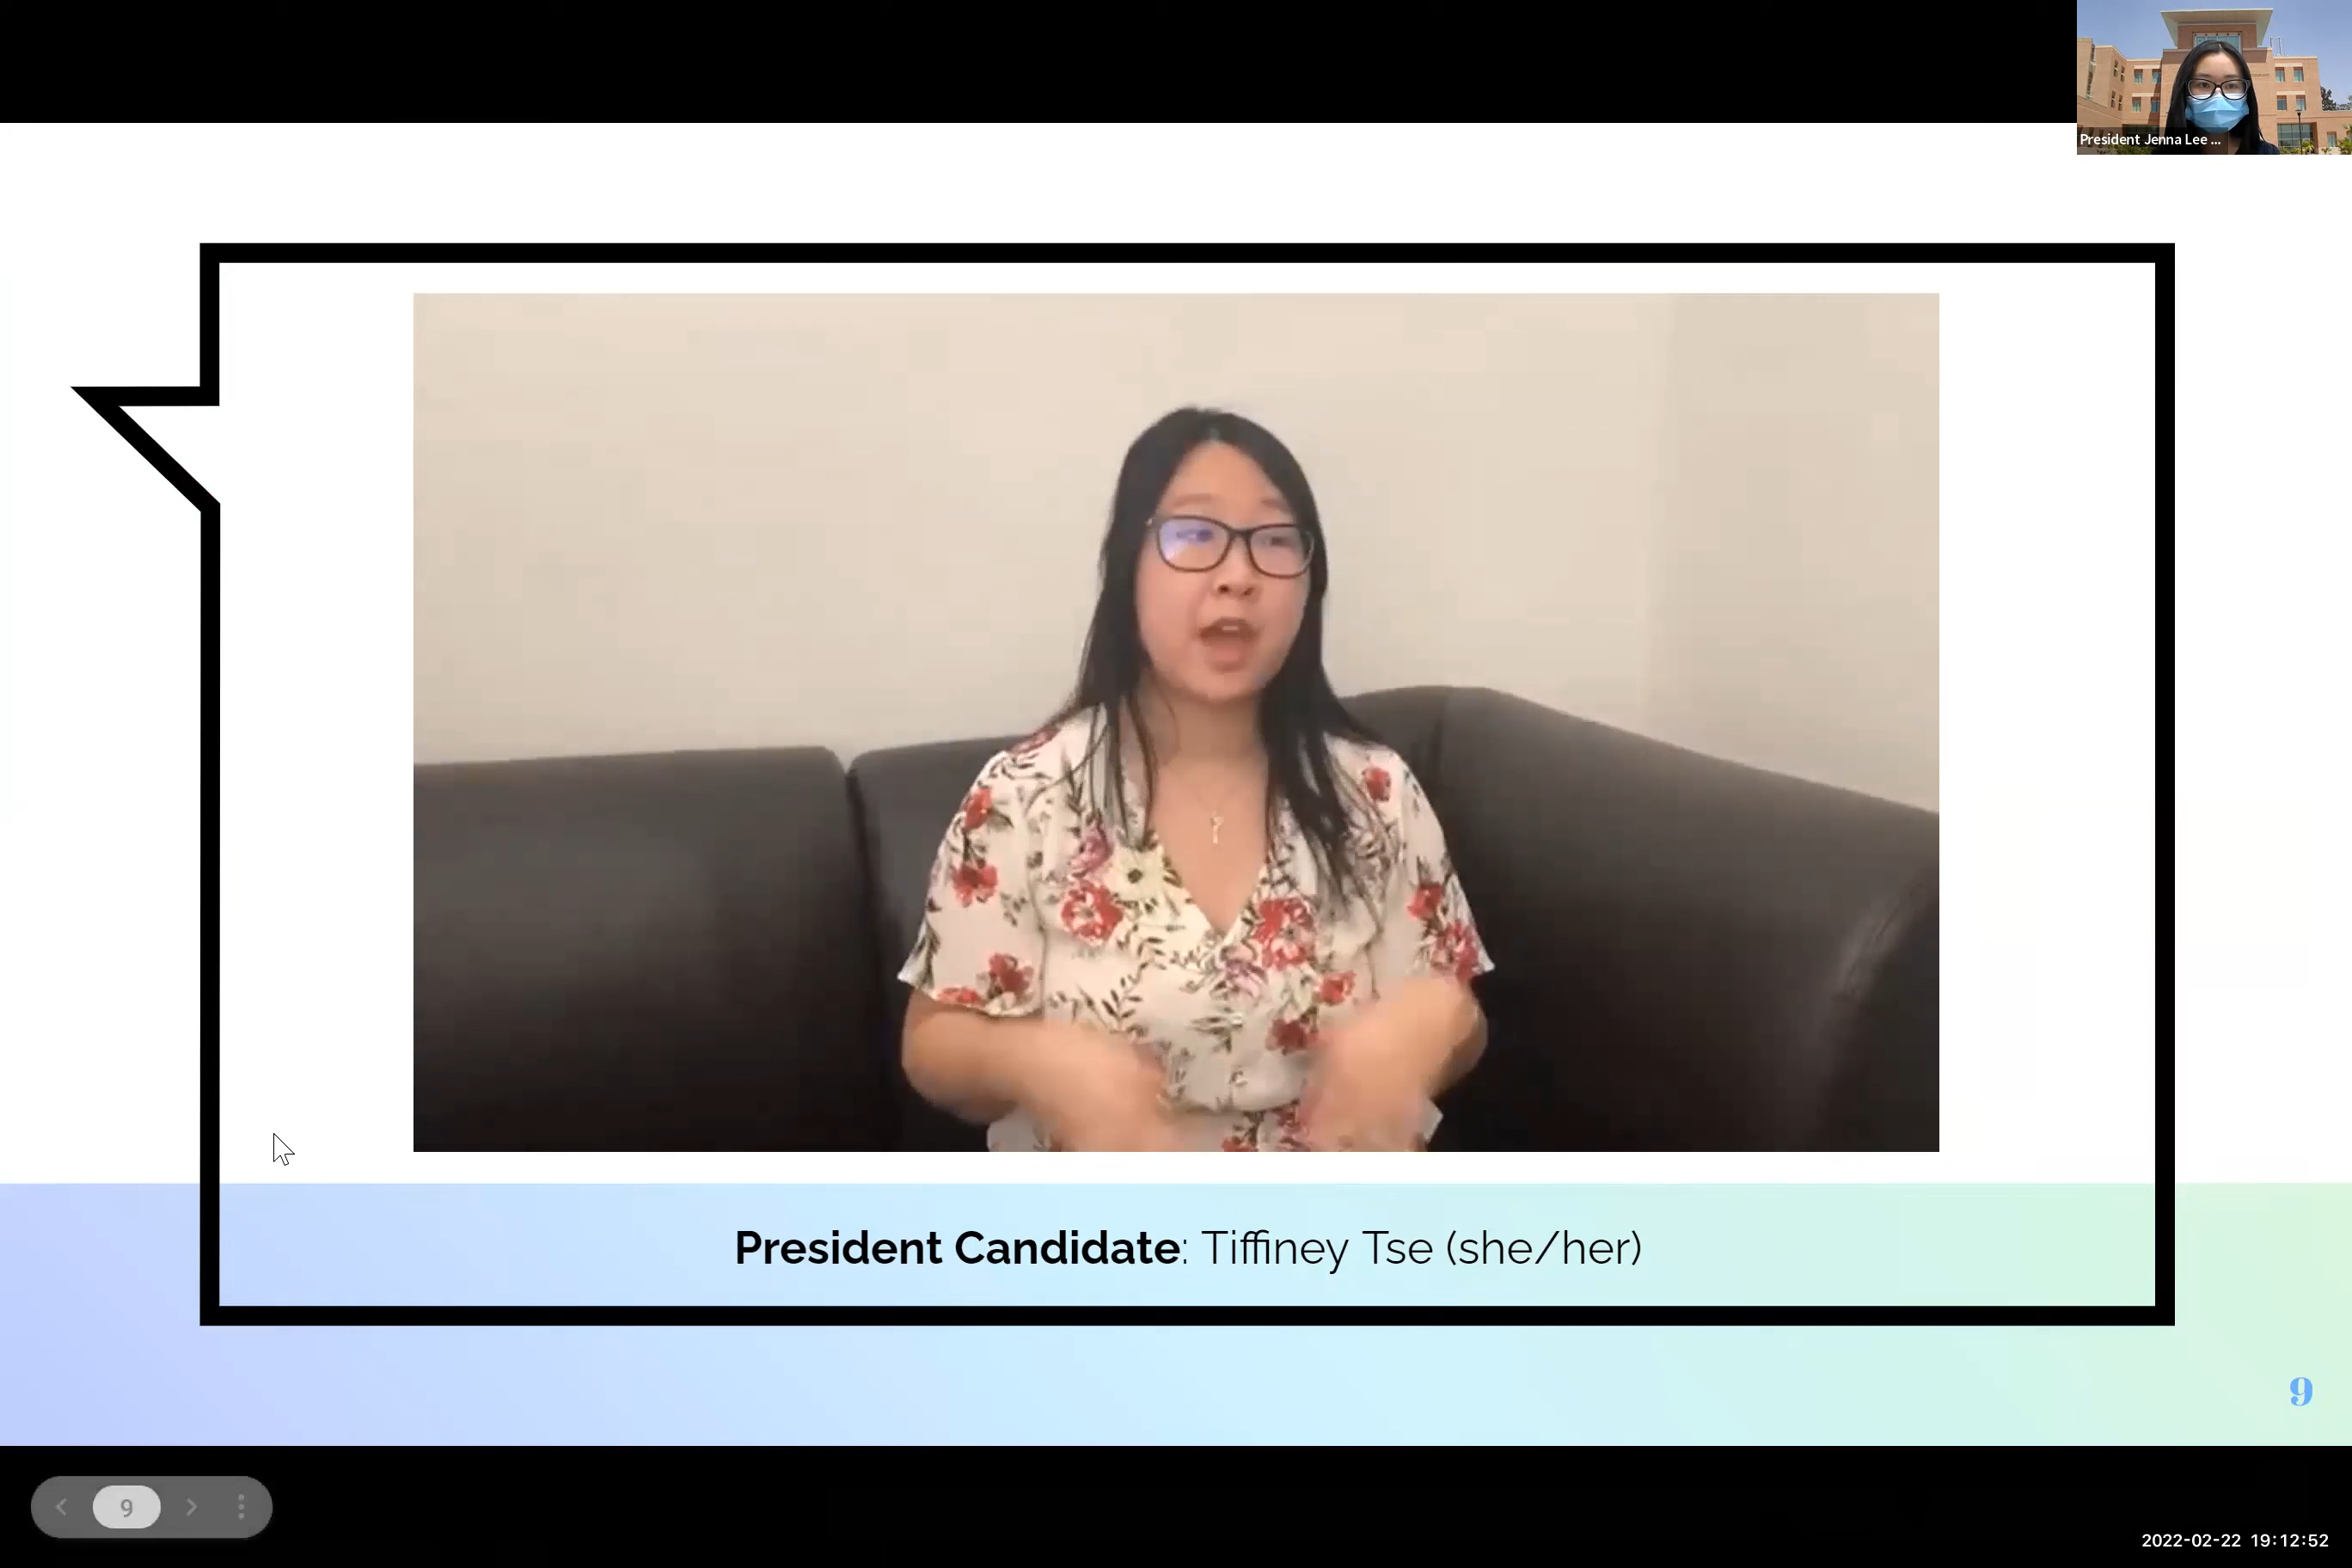 President Jenna Lee ...
President Candidate: Tiffiney Tse (she/her)
9
9
2022-02-22 19:12:52